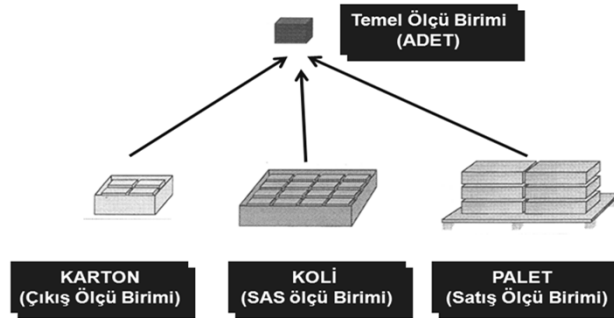 Temel Ölçü Birimi
(ADET)
KARTON
(Çıkış Ölçü Birimi)
KOLİ
(SAS ölçü Birimi)
PALET
(Satış Ölçü Birimi)